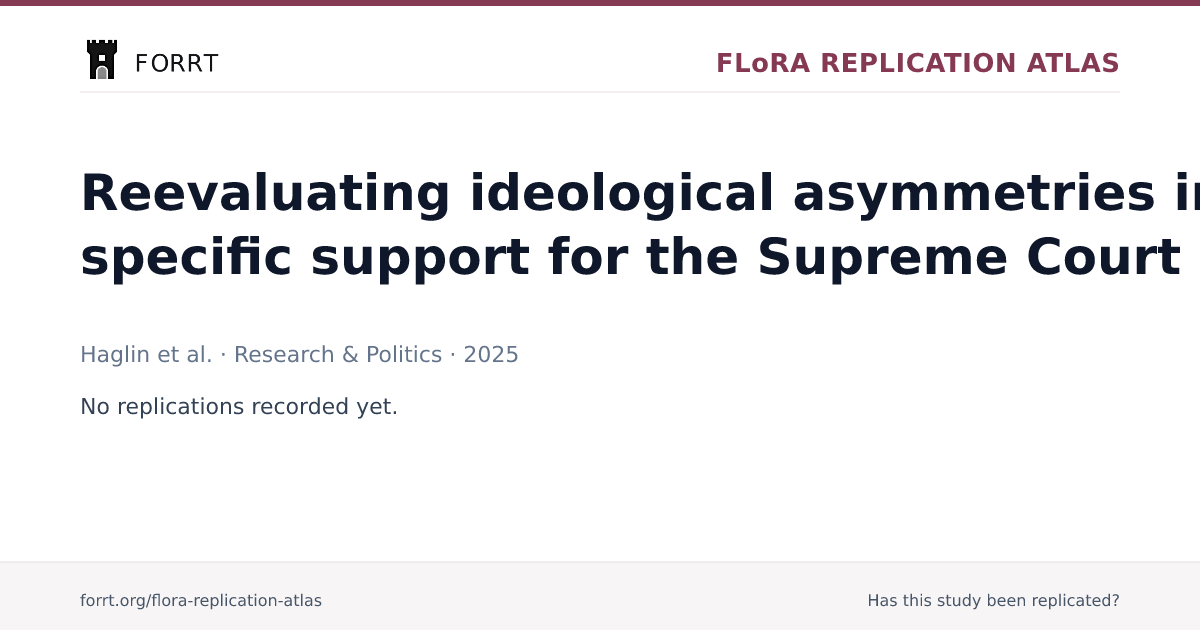 FORRT
FLoRA REPLICATION ATLAS
Reevaluating ideological asymmetries
specific support for the Supreme Court
Haglin et al. · Research & Politics · 2025
No replications recorded yet.
forrt.org/flora-replication-atlas
Has this study been replicated?